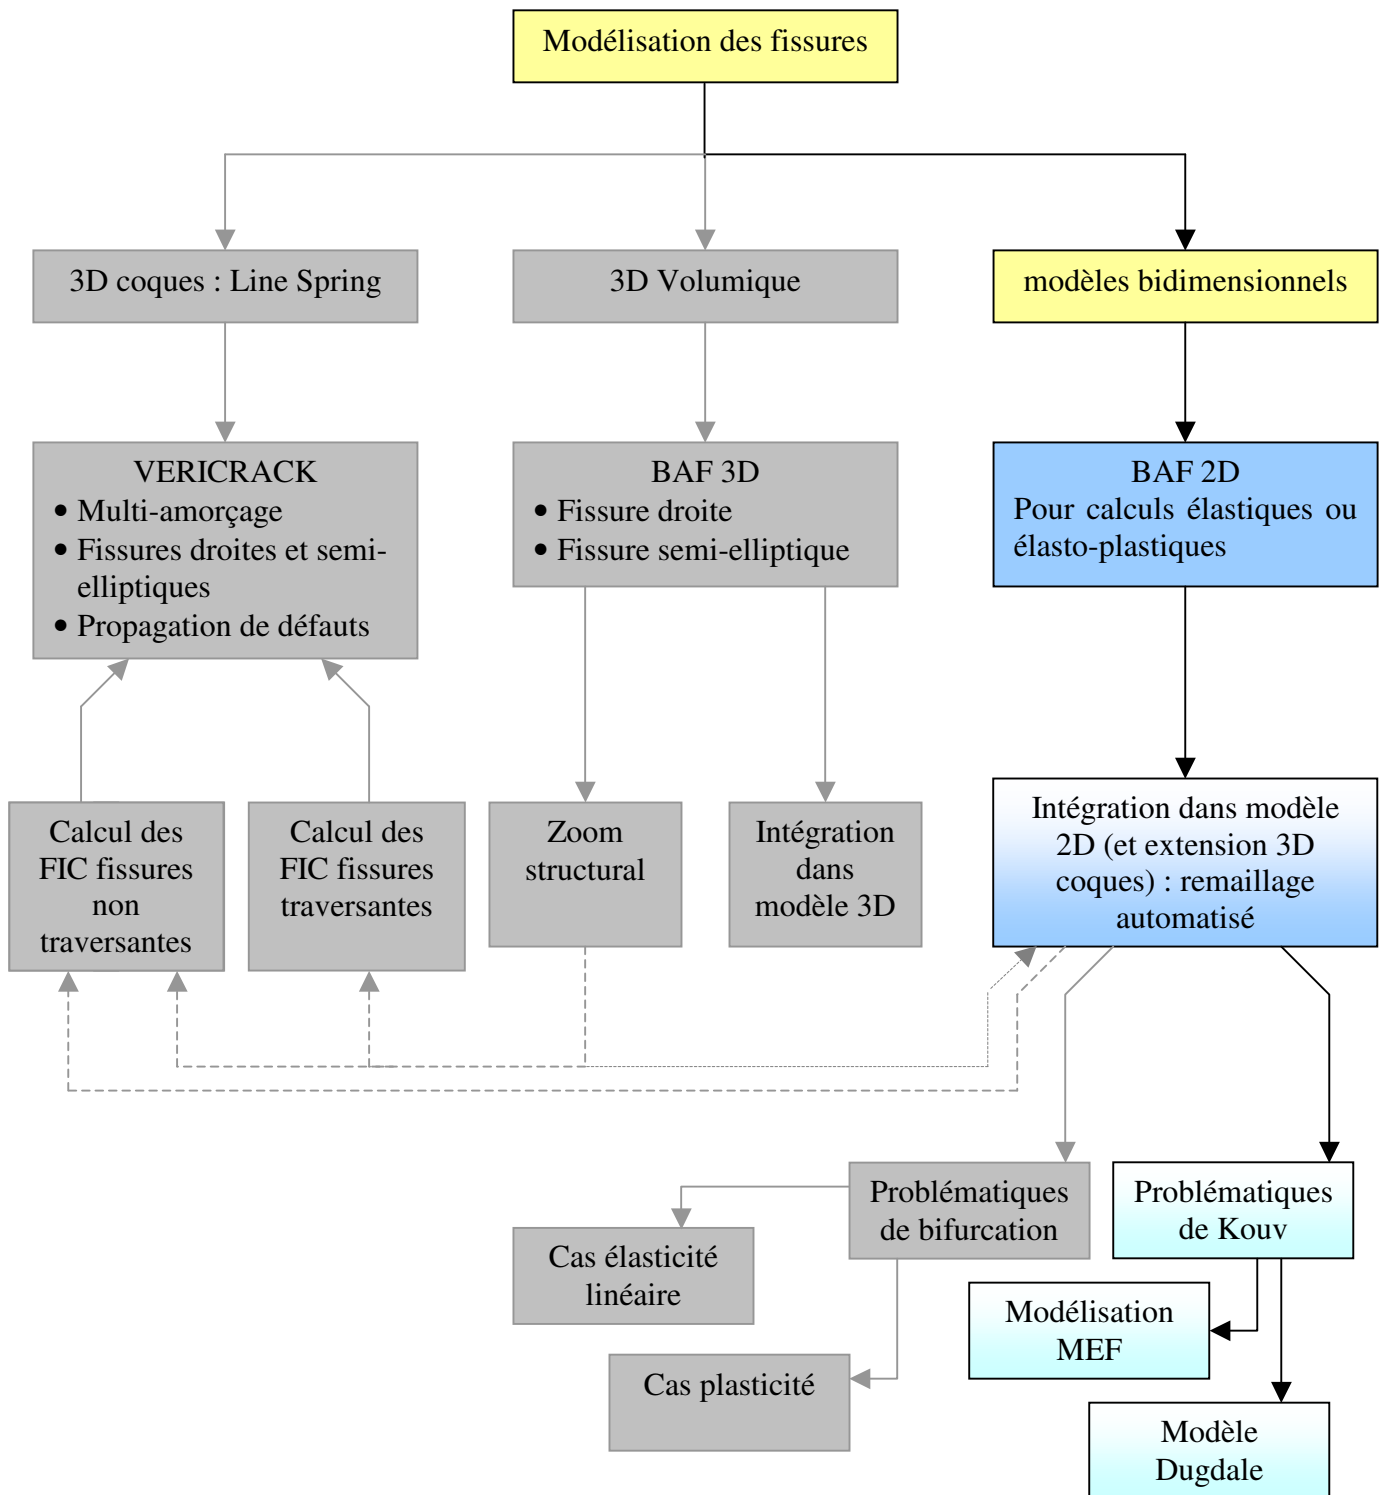 Modélisation des fissures
3D coques : Line Spring
3D Volumique
modèles bidimensionnels
VERICRACK
• Multi-amorçage
• Fissures droites et semi-
elliptiques
• Propagation de défauts
BAF 3D
• Fissure droite
• Fissure semi-elliptique
BAF 2D
Pour calculs élastiques ou
élasto-plastiques
Calcul des
FIC fissures
non
traversantes
Calcul des
FIC fissures
traversantes
Zoom
structural
Intégration
dans
modèle 3D
Intégration dans modèle
2D (et extension 3D
coques) : remaillage
automatisé
Problématiques
de bifurcation
Problématiques
de Kouv
Cas élasticité
linéaire
Modélisation
MEF
Cas plasticité
Modèle
Dugdale